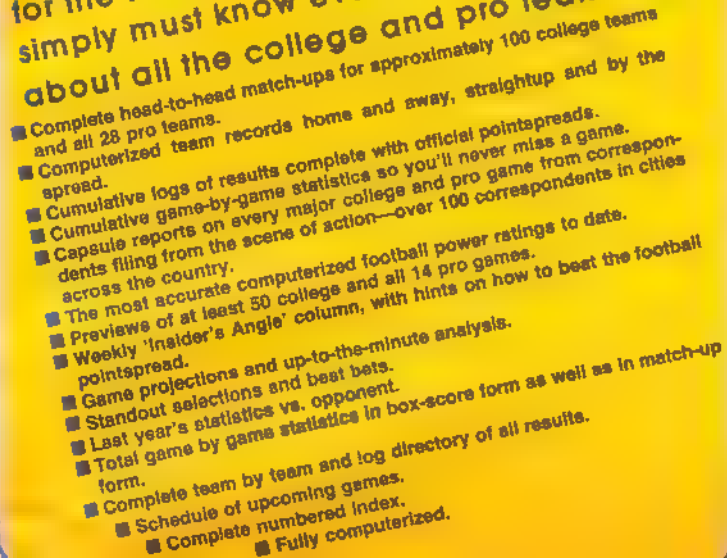 for the
simply must know
about all the college and pro
■ Complete head-to-head match-ups for approximately 100 college teams
and all 28 pro teams.
■ Computerized team records home and away, straightup and by the
spread.
■ Cumulative logs of results complete with official pointspreads.
■ Cumulative game-by-game statistics so you'll never miss a game.
■ Capsule reports on every major college and pro game from correspon-
dents filing from the scene of action—over 100 correspondents in cities
across the country.
■ The most accurate computerized football power ratings to date.
■ Previews of at least 50 college and all 14 pro games.
■ Weekly 'Insider's Angle' column, with hints on how to beat the football
pointspread.
■ Game projections and up-to-the-minute analysis.
■ Standout selections and best bets.
■ Last year's statistics vs. opponent.
■ Total game by game statistics in box-score form as well as in match-up
form.
■ Complete team by team and log directory of all results.
■ Schedule of upcoming games.
■ Complete numbered index.
■ Fully computerized.